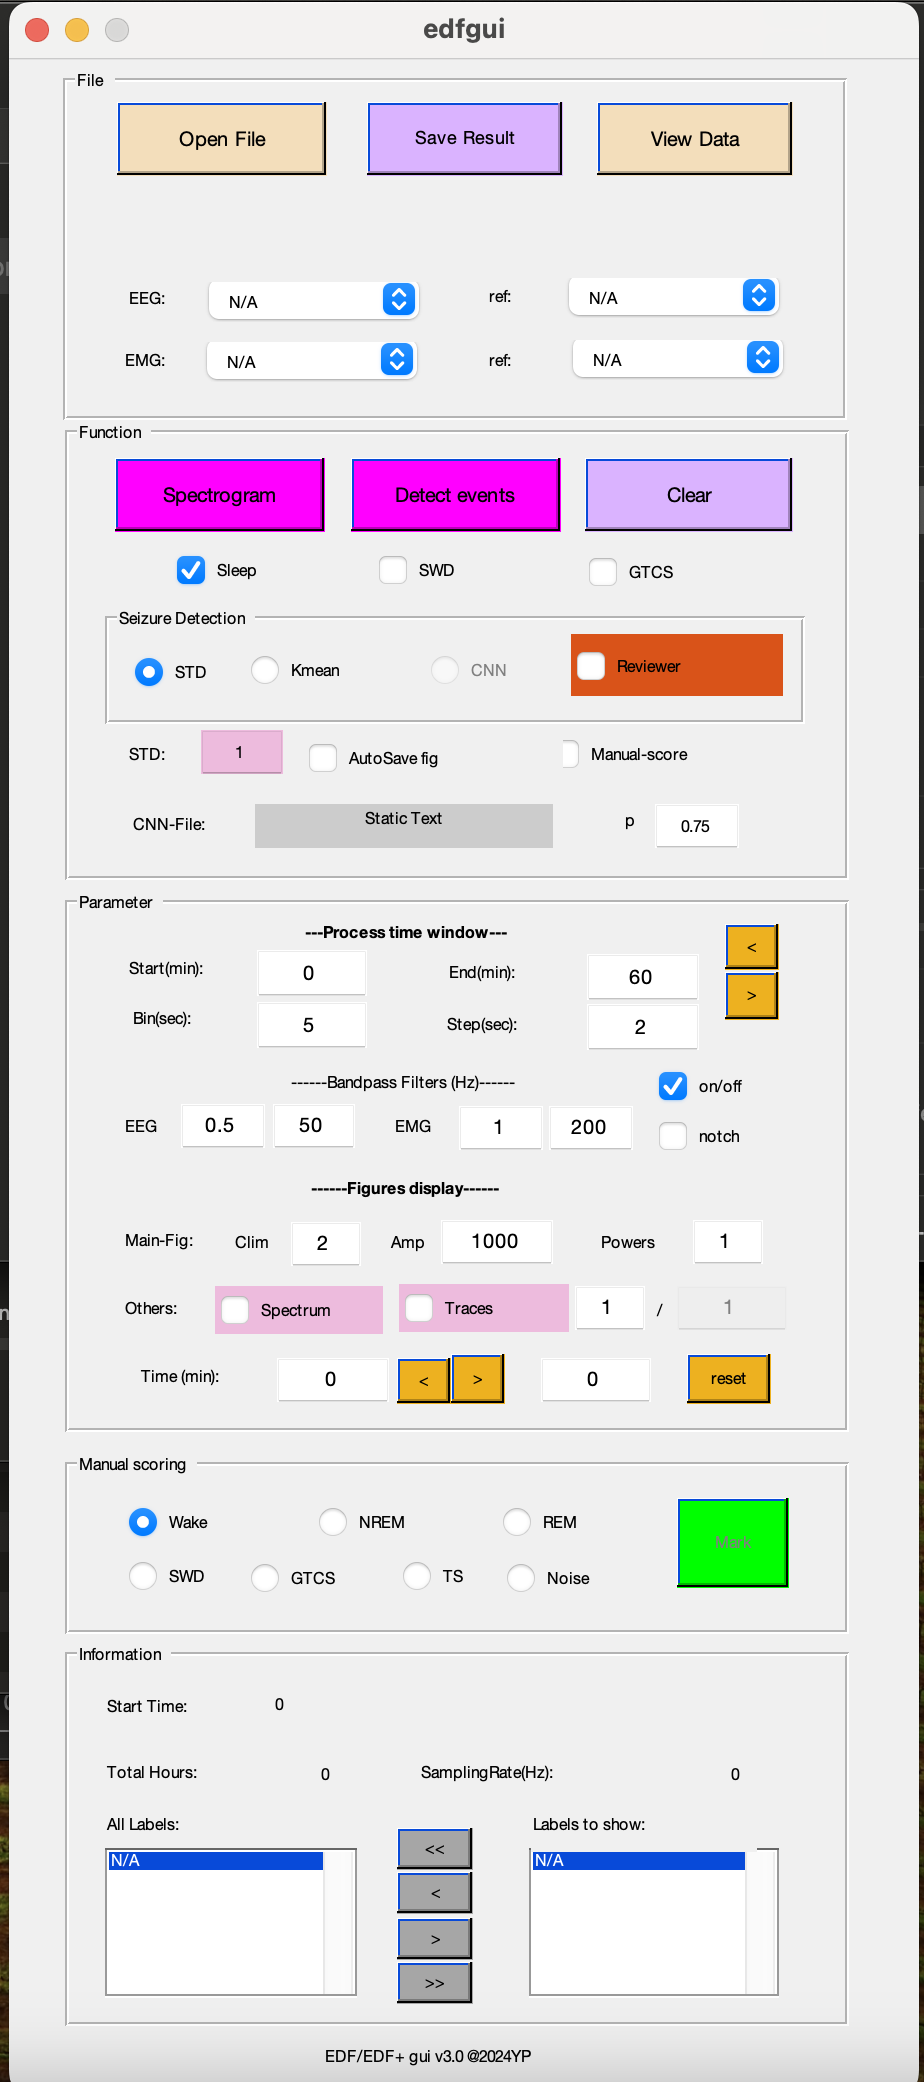 edfgui
File
Open File
Save Result
View Data
EEG: N/A ref: N/A
EMG: N/A ref: N/A
Function
Spectrogram
Detect events
Clear
Sleep SWD GTCS
Seizure Detection
STD Kmean CNN Reviewer
STD: 1 AutoSave fig Manual-score
CNN-File: Static Text p 0.75
Parameter
---Process time window---
<
Start(min): 0 End(min): 60
>
Bin(sec): 5 Step(sec): 2
------Bandpass Filters (Hz)------ on/off
EEG 0.5 50 EMG 1 200 notch
------Figures display------
Main-Fig: Clim 2 Amp 1000 Powers 1
Others: Spectrum Traces 1 / 1
Time (min): 0 < > 0 reset
Manual scoring
Wake NREM REM
Mark
SWD GTCS TS Noise
Information
Start Time: 0
Total Hours: 0 SamplingRate(Hz): 0
All Labels: Labels to show:
<<
N/A N/A
<
>
>>
EDF/EDF+ gui v3.0 @2024YP